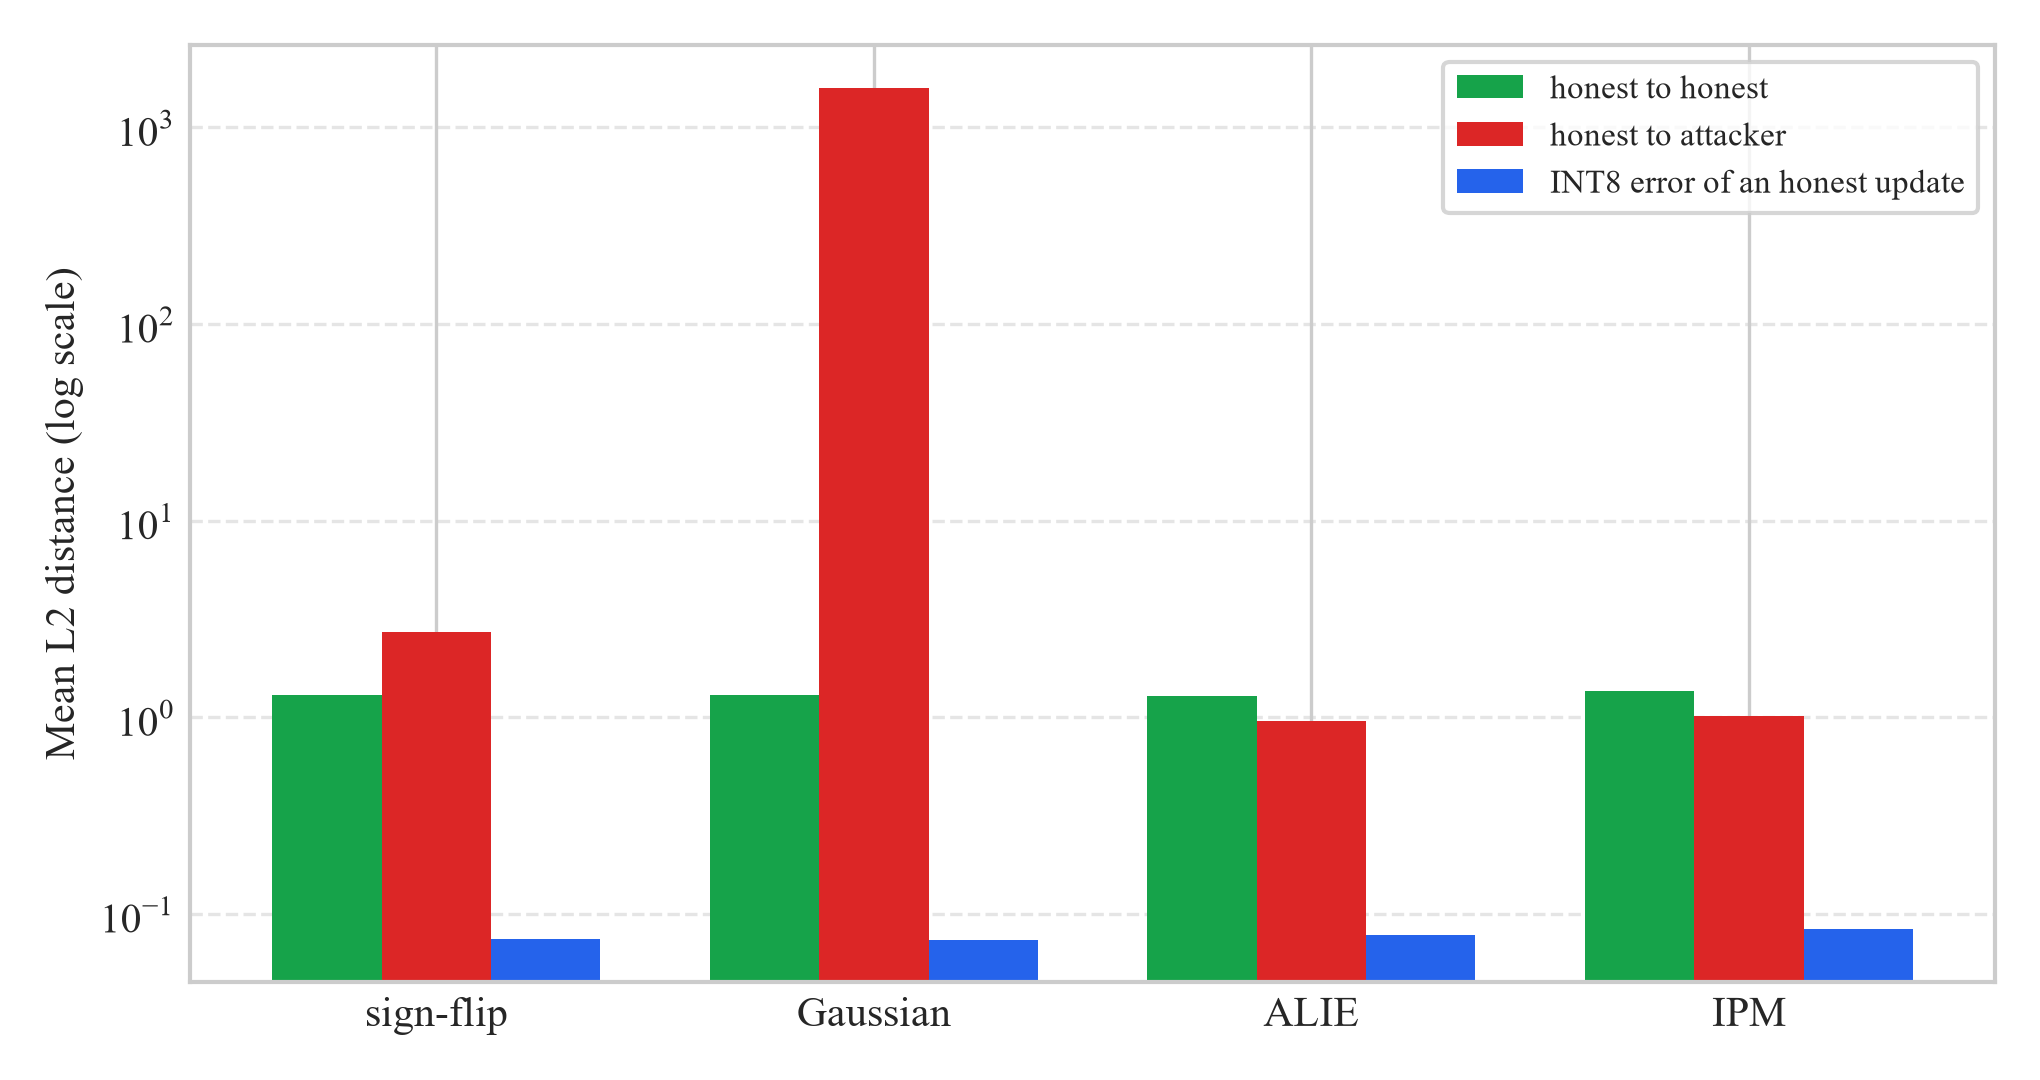 honest to honest
honest to attacker
INT8 error of an honest update
Mean L2 distance (log scale)
10³
10²
10¹
10⁰
10⁻¹
sign-flip
Gaussian
ALIE
IPM